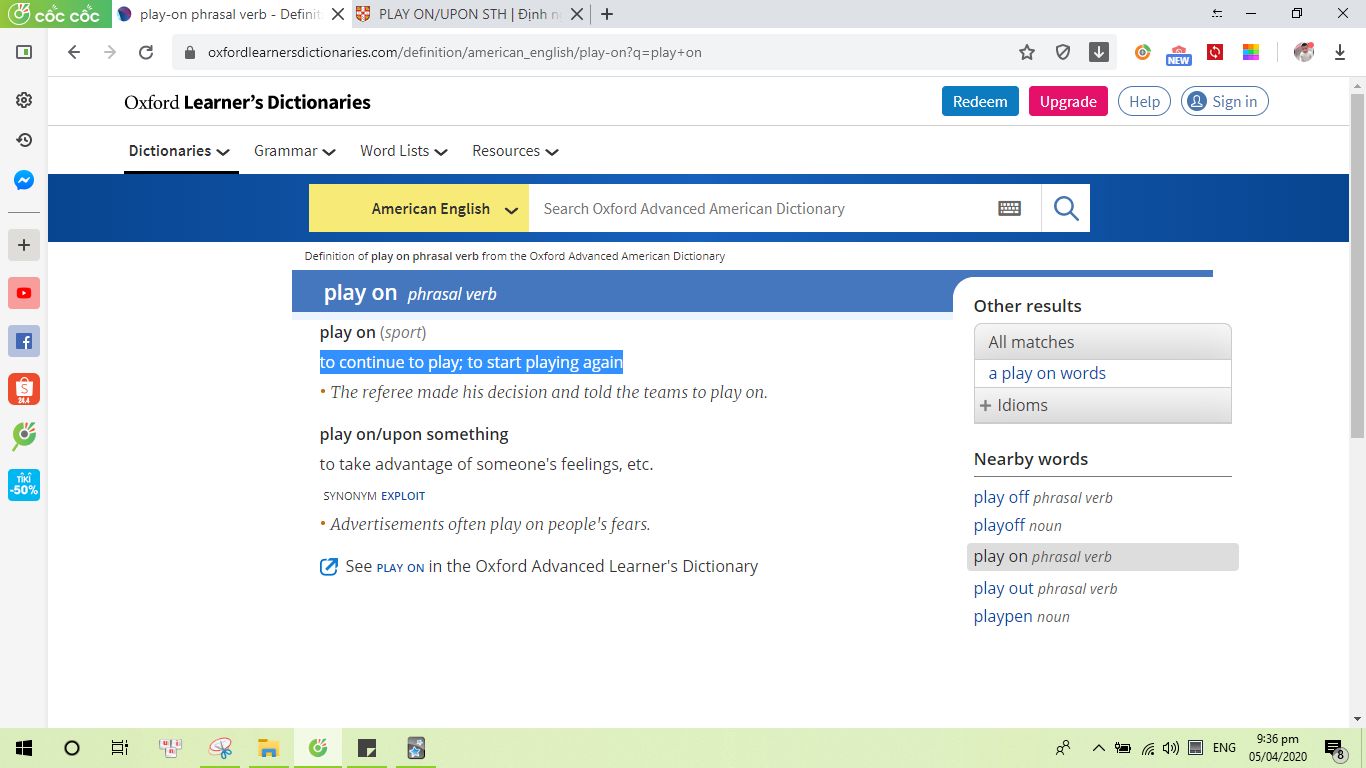 cốc cốc
play-on phrasal verb - Definit
PLAY ON/UPON STH | Định n
oxfordlearnersdictionaries.com/definition/american_english/play-on?q=play+on
NEW
Oxford Learner's Dictionaries
Redeem
Upgrade
Help
Sign in
Dictionaries
Grammar
Word Lists
Resources
American English
Search Oxford Advanced American Dictionary
Definition of play on phrasal verb from the Oxford Advanced American Dictionary
play on phrasal verb
play on (sport)
to continue to play; to start playing again
• The referee made his decision and told the teams to play on.
play on/upon something
to take advantage of someone's feelings, etc.
SYNONYM EXPLOIT
• Advertisements often play on people's fears.
See PLAY ON in the Oxford Advanced Learner's Dictionary
Other results
All matches
a play on words
+ Idioms
Nearby words
play off phrasal verb
playoff noun
play on phrasal verb
play out phrasal verb
playpen noun
24.4
TIKI
-50%
ENG
9:36 pm
05/04/2020
8